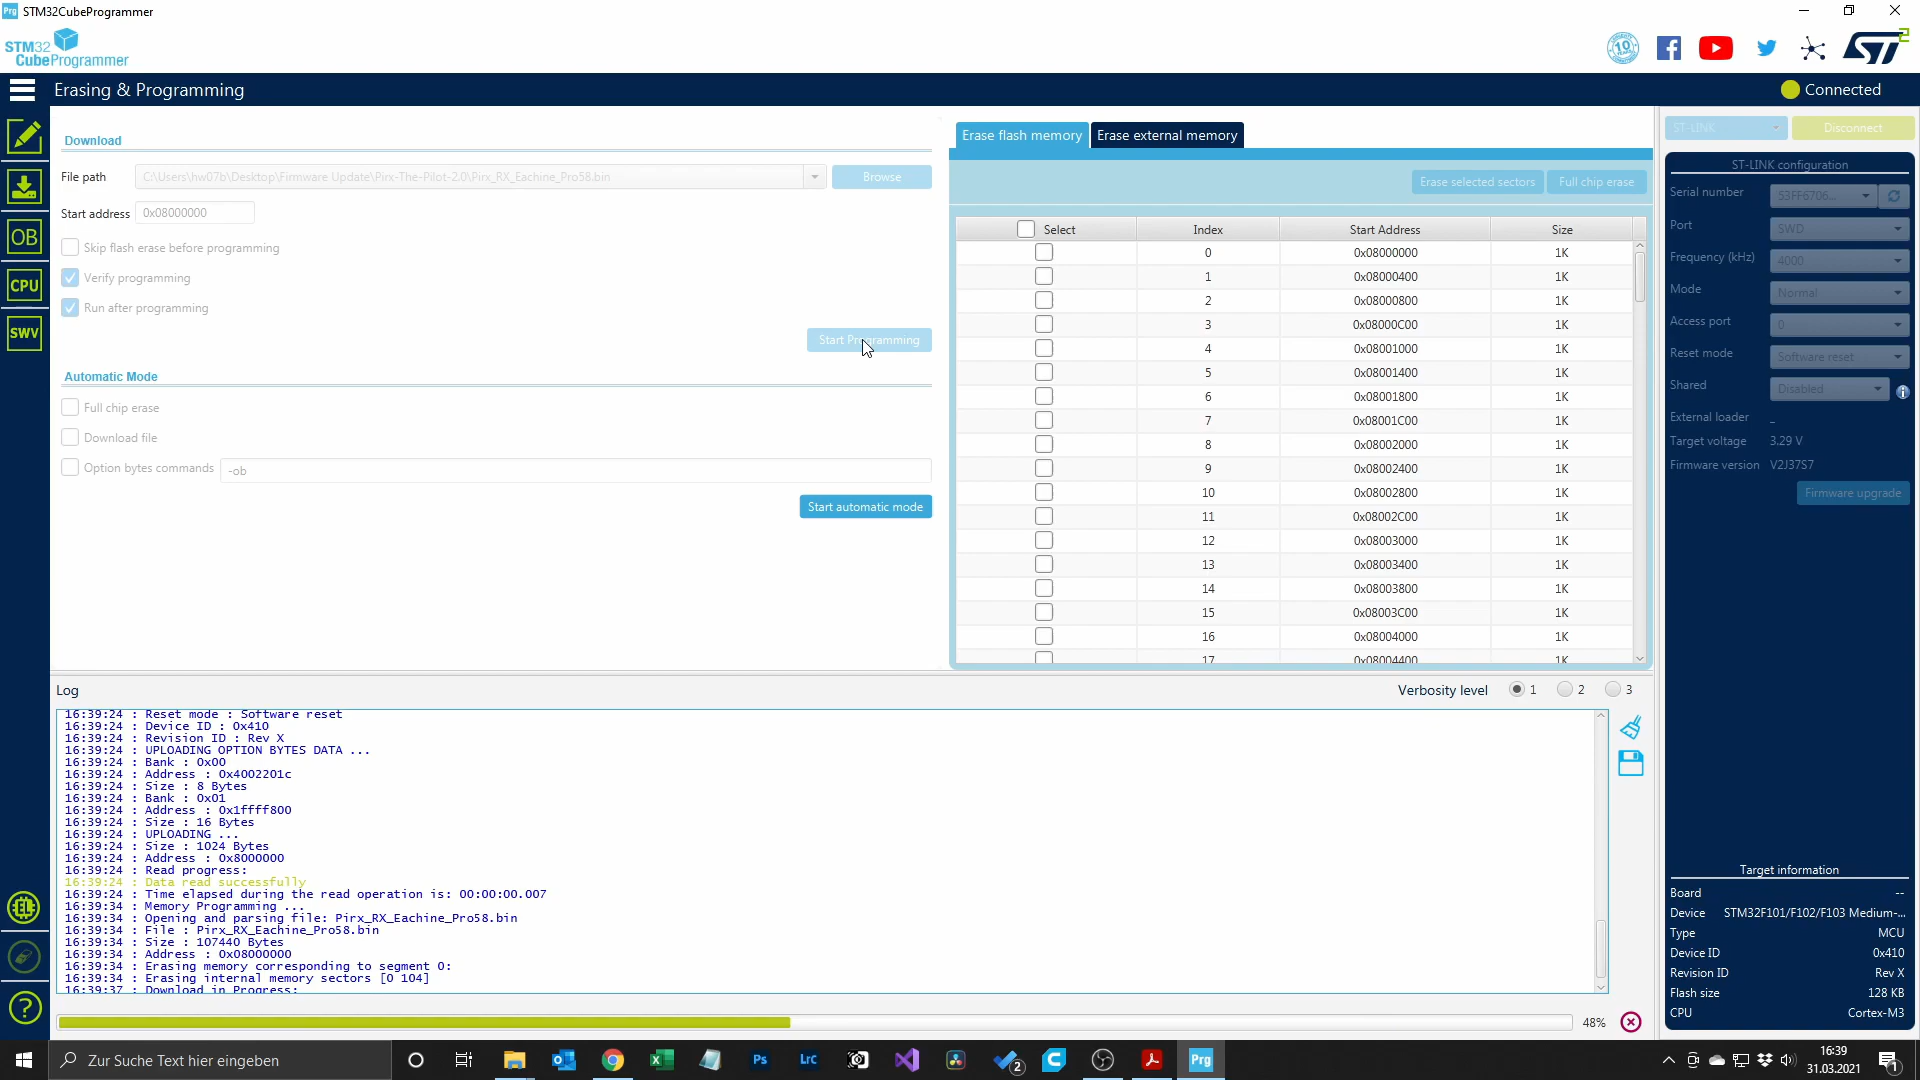 Prg STM32CubeProgrammer
STM32
CubeProgrammer
10
ST
Erasing & Programming
Connected
Download
File path C:\Users\hw07b\Desktop\Firmware Update\Pirx-The-Pilot-2.0\Pirx_RX_Eachine_Pro58.bin Browse
Start address 0x08000000
Skip flash erase before programming
Verify programming
Run after programming
Start Programming
Automatic Mode
Full chip erase
Download file
Option bytes commands -ob
Start automatic mode
OB
CPU
SWV
Erase flash memory Erase external memory
Erase selected sectors Full chip erase
Select Index Start Address Size
0 0x08000000 1K
1 0x08000400 1K
2 0x08000800 1K
3 0x08000C00 1K
4 0x08001000 1K
5 0x08001400 1K
6 0x08001800 1K
7 0x08001C00 1K
8 0x08002000 1K
9 0x08002400 1K
10 0x08002800 1K
11 0x08002C00 1K
12 0x08003000 1K
13 0x08003400 1K
14 0x08003800 1K
15 0x08003C00 1K
16 0x08004000 1K
17 0x08004400 1K
ST-LINK Disconnect
ST-LINK configuration
Serial number 53FF6706...
Port SWD
Frequency (kHz) 4000
Mode Normal
Access port 0
Reset mode Software reset
Shared Disabled
External loader _
Target voltage 3.29 V
Firmware version V2J37S7
Firmware upgrade
Log
Verbosity level 1 2 3
16:39:24 : Reset mode : Software reset
16:39:24 : Device ID : 0x410
16:39:24 : Revision ID : Rev X
16:39:24 : UPLOADING OPTION BYTES DATA ...
16:39:24 : Bank : 0x00
16:39:24 : Address : 0x4002201c
16:39:24 : Size : 8 Bytes
16:39:24 : Bank : 0x01
16:39:24 : Address : 0x1ffff800
16:39:24 : Size : 16 Bytes
16:39:24 : UPLOADING ...
16:39:24 : Size : 1024 Bytes
16:39:24 : Address : 0x8000000
16:39:24 : Read progress:
16:39:24 : Data read successfully
16:39:24 : Time elapsed during the read operation is: 00:00:00.007
16:39:34 : Memory Programming ...
16:39:34 : Opening and parsing file: Pirx_RX_Eachine_Pro58.bin
16:39:34 : File : Pirx_RX_Eachine_Pro58.bin
16:39:34 : Size : 107440 Bytes
16:39:34 : Address : 0x08000000
16:39:34 : Erasing memory corresponding to segment 0:
16:39:34 : Erasing internal memory sectors [0 104]
16:39:37 : Download in Progress:
48%
Target information
Board --
Device STM32F101/F102/F103 Medium-...
Type MCU
Device ID 0x410
Revision ID Rev X
Flash size 128 KB
CPU Cortex-M3
Zur Suche Text hier eingeben
Ps
Lrc
2
Prg
16:39
31.03.2021
1